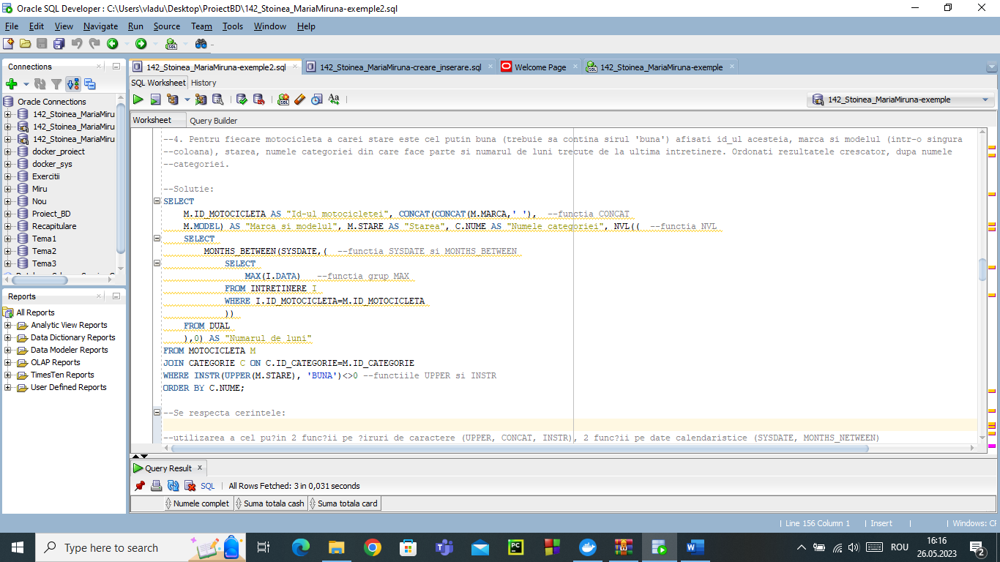 Oracle SQL Developer : C:\Users\vladu\Desktop\ProiectBD\142_Stoinea_MariaMiruna-exemple2.sql
File Edit View Navigate Run Source Team Tools Window Help
Connections
142_Stoinea_MariaMiruna-exemple2.sql
142_Stoinea_MariaMiruna-creare_inserare.sql
Welcome Page
142_Stoinea_MariaMiruna-exemple
SQL Worksheet History
142_Stoinea_MariaMiruna-exemple
Worksheet Query Builder
Oracle Connections
142_Stoinea_MariaMiru
142_Stoinea_MariaMiru
142_Stoinea_MariaMiru
docker_proiect
docker_sys
Exercitii
Miru
Nou
Proiect_BD
Recapitulare
Tema1
Tema2
Tema3
Reports
All Reports
Analytic View Reports
Data Dictionary Reports
Data Modeler Reports
OLAP Reports
TimesTen Reports
User Defined Reports
--4. Pentru fiecare motocicleta a carei stare este cel putin buna (trebuie sa contina sirul 'buna') afisati id_ul acesteia, marca si modelul (intr-o singura
--coloana), starea, numele categoriei din care face parte si numarul de luni trecute de la ultima intretinere. Ordonati rezultatele crescator, dupa numele
--categoriei.
--Solutie:
SELECT
M.ID_MOTOCICLETA AS "Id-ul motocicletei", CONCAT(CONCAT(M.MARCA,' '), --functia CONCAT
M.MODEL) AS "Marca si modelul", M.STARE AS "Starea", C.NUME AS "Numele categoriei", NVL(( --functia NVL
SELECT
MONTHS_BETWEEN(SYSDATE,( --functia SYSDATE si MONTHS_BETWEEN
SELECT
MAX(I.DATA) --functia grup MAX
FROM INTRETINERE I
WHERE I.ID_MOTOCICLETA=M.ID_MOTOCICLETA
))
FROM DUAL
),0) AS "Numarul de luni"
FROM MOTOCICLETA M
JOIN CATEGORIE C ON C.ID_CATEGORIE=M.ID_CATEGORIE
WHERE INSTR(UPPER(M.STARE), 'BUNA')<>0 --functiile UPPER si INSTR
ORDER BY C.NUME;
--Se respecta cerintele:
--utilizarea a cel pu?in 2 func?ii pe ?iruri de caractere (UPPER, CONCAT, INSTR), 2 func?ii pe date calendaristice (SYSDATE, MONTHS_NETWEEN)
Query Result
SQL | All Rows Fetched: 3 in 0,031 seconds
Numele complet Suma totala cash Suma totala card
Line 156 Column 1 Insert Windows: CF
Type here to search
ROU
16:16
26.05.2023
2